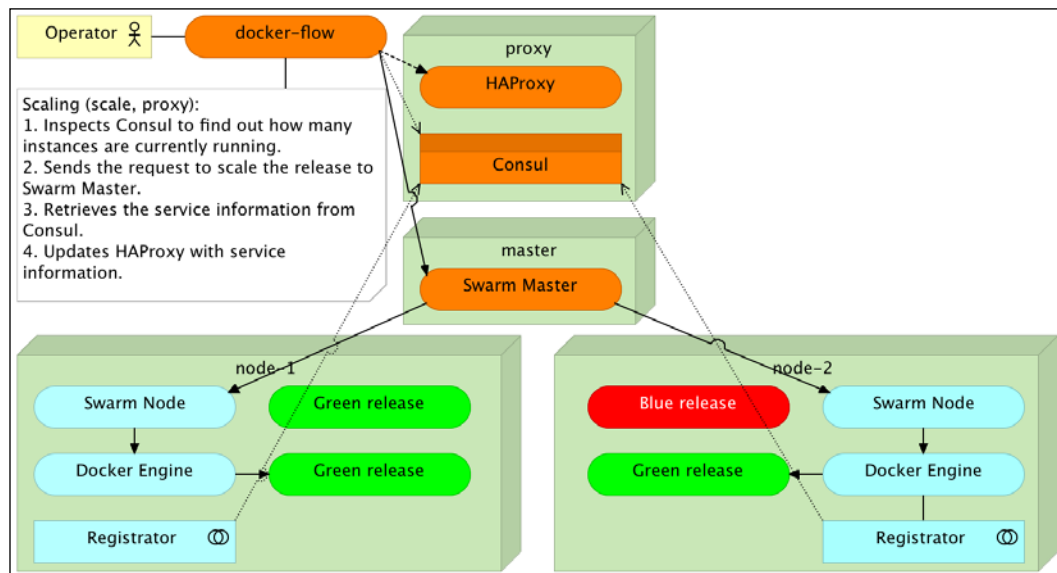 Operator
docker-flow
proxy
HAProxy
Consul
Scaling (scale, proxy):
1. Inspects Consul to find out how many
instances are currently running.
2. Sends the request to scale the release to
Swarm Master.
3. Retrieves the service information from
Consul.
4. Updates HAProxy with service
information.
master
Swarm Master
node-1
Swarm Node
Green release
Docker Engine
Green release
Registrator
node-2
Blue release
Swarm Node
Green release
Docker Engine
Registrator